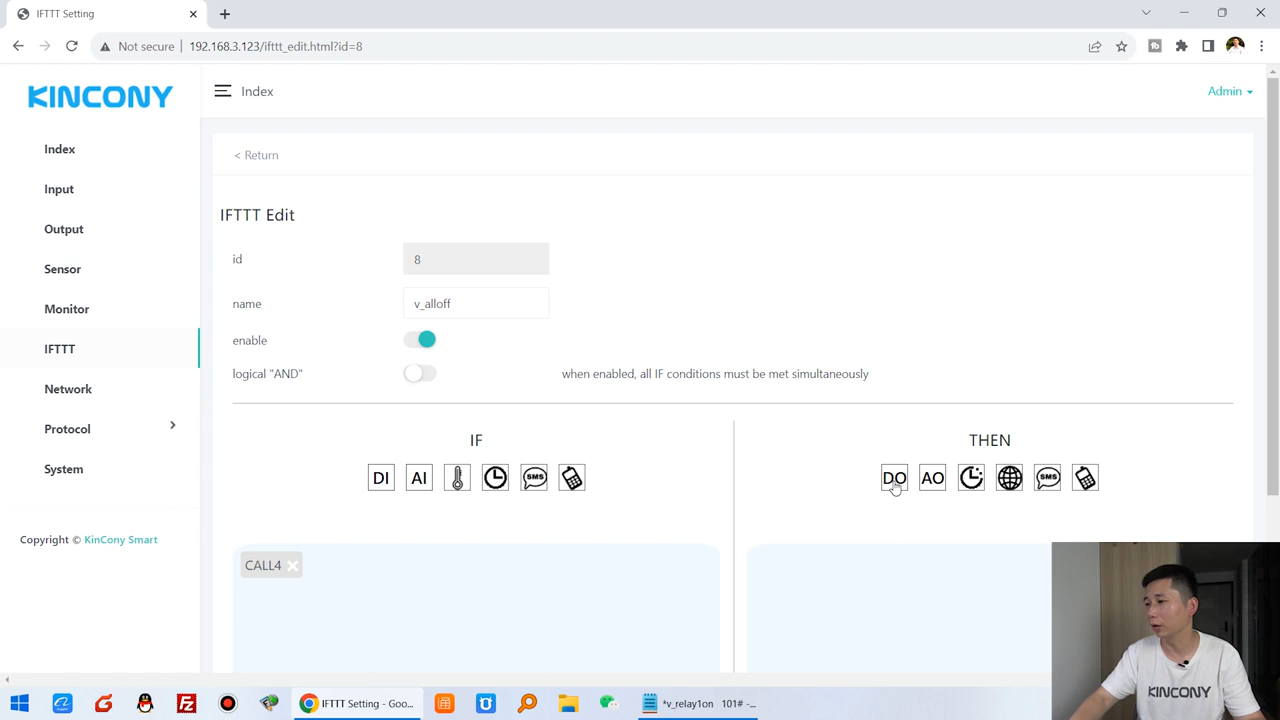 IFTTT Setting
Not secure
192.168.3.123/ifttt_edit.html?id=8
KINCONY
Index
Admin
Index
Input
Output
Sensor
Monitor
IFTTT
Network
Protocol
System
Copyright © KinCony Smart
< Return
IFTTT Edit
id
8
name
v_alloff
enable
logical "AND"
when enabled, all IF conditions must be met simultaneously
IF
THEN
DI
AI
SMS
DO
AO
SMS
CALL4
KINCONY
IFTTT Setting - Goo...
*v_relay1on 101# -...